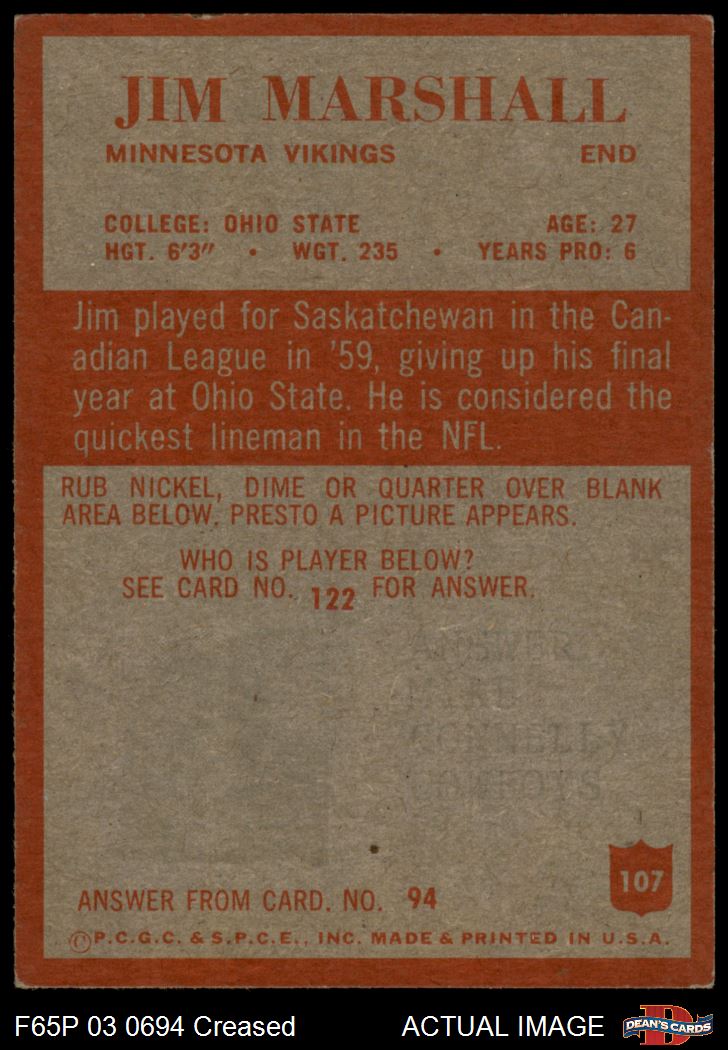 JIM MARSHALL
MINNESOTA VIKINGS END
COLLEGE: OHIO STATE AGE: 27
HGT. 6'3" • WGT. 235 • YEARS PRO: 6
Jim played for Saskatchewan in the Can-
adian League in '59, giving up his final
year at Ohio State. He is considered the
quickest lineman in the NFL.
RUB NICKEL, DIME OR QUARTER OVER BLANK
AREA BELOW. PRESTO A PICTURE APPEARS.
WHO IS PLAYER BELOW?
SEE CARD NO. 122 FOR ANSWER.
ANSWER
MIKE
CONNELLY
COWBOYS
107
ANSWER FROM CARD. NO. 94
©P.C.G.C. & S.P.C.E., INC. MADE & PRINTED IN U.S.A.
F65P 03 0694 Creased ACTUAL IMAGE
D
DEAN'S CARDS